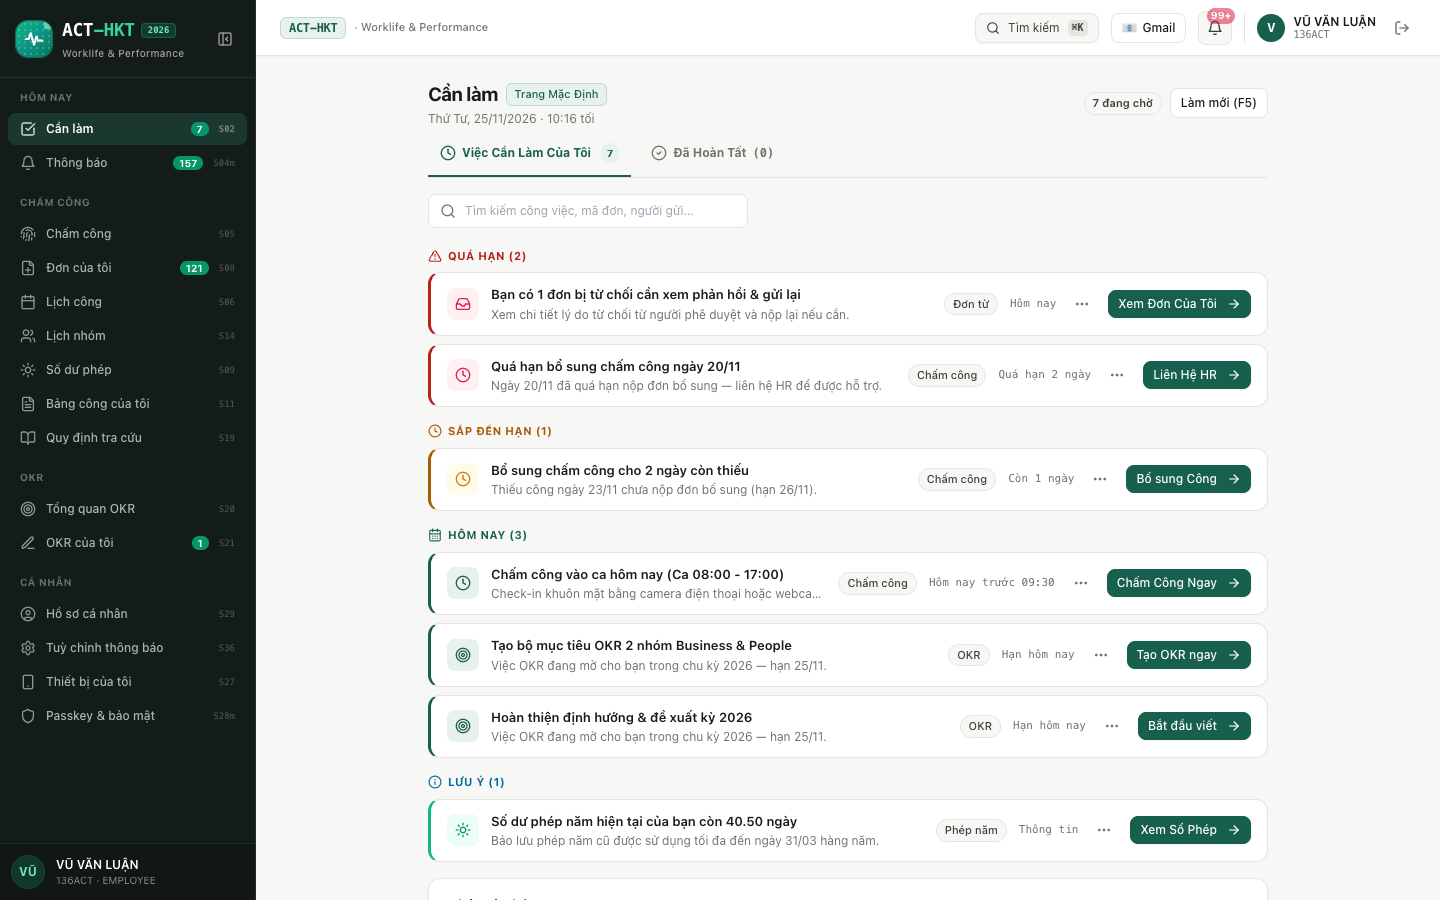 ACT–HKT 2026
Worklife & Performance
HÔM NAY
Cần làm 7 S02
Thông báo 157 S04m
CHẤM CÔNG
Chấm công S05
Đơn của tôi 121 S08
Lịch công S06
Lịch nhóm S14
Số dư phép S09
Bảng công của tôi S11
Quy định tra cứu S19
OKR
Tổng quan OKR S20
OKR của tôi 1 S21
CÁ NHÂN
Hồ sơ cá nhân S29
Tuỳ chỉnh thông báo S36
Thiết bị của tôi S27
Passkey & bảo mật S28m
VŨ VŨ VĂN LUẬN
136ACT · EMPLOYEE
ACT–HKT · Worklife & Performance
Tìm kiếm ⌘K
Gmail
99+
V VŨ VĂN LUẬN
136ACT
Cần làm Trang Mặc Định
Thứ Tư, 25/11/2026 · 10:16 tối
7 đang chờ
Làm mới (F5)
Việc Cần Làm Của Tôi 7
Đã Hoàn Tất (0)
Tìm kiếm công việc, mã đơn, người gửi...
QUÁ HẠN (2)
Bạn có 1 đơn bị từ chối cần xem phản hồi & gửi lại
Xem chi tiết lý do từ chối từ người phê duyệt và nộp lại nếu cần.
Đơn từ Hôm nay ··· Xem Đơn Của Tôi →
Quá hạn bổ sung chấm công ngày 20/11
Ngày 20/11 đã quá hạn nộp đơn bổ sung — liên hệ HR để được hỗ trợ.
Chấm công Quá hạn 2 ngày ··· Liên Hệ HR →
SẮP ĐẾN HẠN (1)
Bổ sung chấm công cho 2 ngày còn thiếu
Thiếu công ngày 23/11 chưa nộp đơn bổ sung (hạn 26/11).
Chấm công Còn 1 ngày ··· Bổ sung Công →
HÔM NAY (3)
Chấm công vào ca hôm nay (Ca 08:00 - 17:00)
Check-in khuôn mặt bằng camera điện thoại hoặc webca...
Chấm công Hôm nay trước 09:30 ··· Chấm Công Ngay →
Tạo bộ mục tiêu OKR 2 nhóm Business & People
Việc OKR đang mở cho bạn trong chu kỳ 2026 — hạn 25/11.
OKR Hạn hôm nay ··· Tạo OKR ngay →
Hoàn thiện định hướng & đề xuất kỳ 2026
Việc OKR đang mở cho bạn trong chu kỳ 2026 — hạn 25/11.
OKR Hạn hôm nay ··· Bắt đầu viết →
LƯU Ý (1)
Số dư phép năm hiện tại của bạn còn 40.50 ngày
Bảo lưu phép năm cũ được sử dụng tối đa đến ngày 31/03 hàng năm.
Phép năm Thông tin ··· Xem Số Phép →